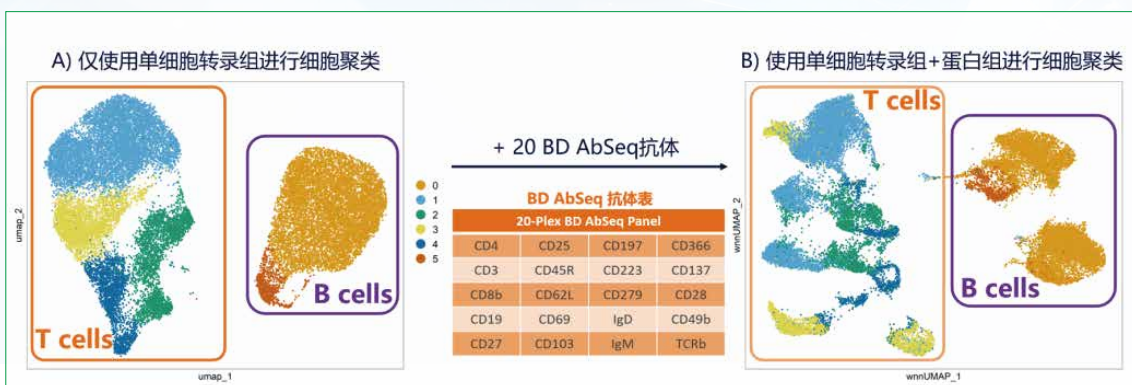 A) 仅使用单细胞转录组进行细胞聚类
B) 使用单细胞转录组+蛋白组进行细胞聚类
T cells
B cells
umap_2
umap_1
0
1
2
3
4
5
+ 20 BD AbSeq抗体
BD AbSeq 抗体表
20-Plex BD AbSeq Panel
CD4 CD25 CD197 CD366
CD3 CD45R CD223 CD137
CD8b CD62L CD279 CD28
CD19 CD69 IgD CD49b
CD27 CD103 IgM TCRb
T cells
B cells
wnnUMAP_2
wnnUMAP_1